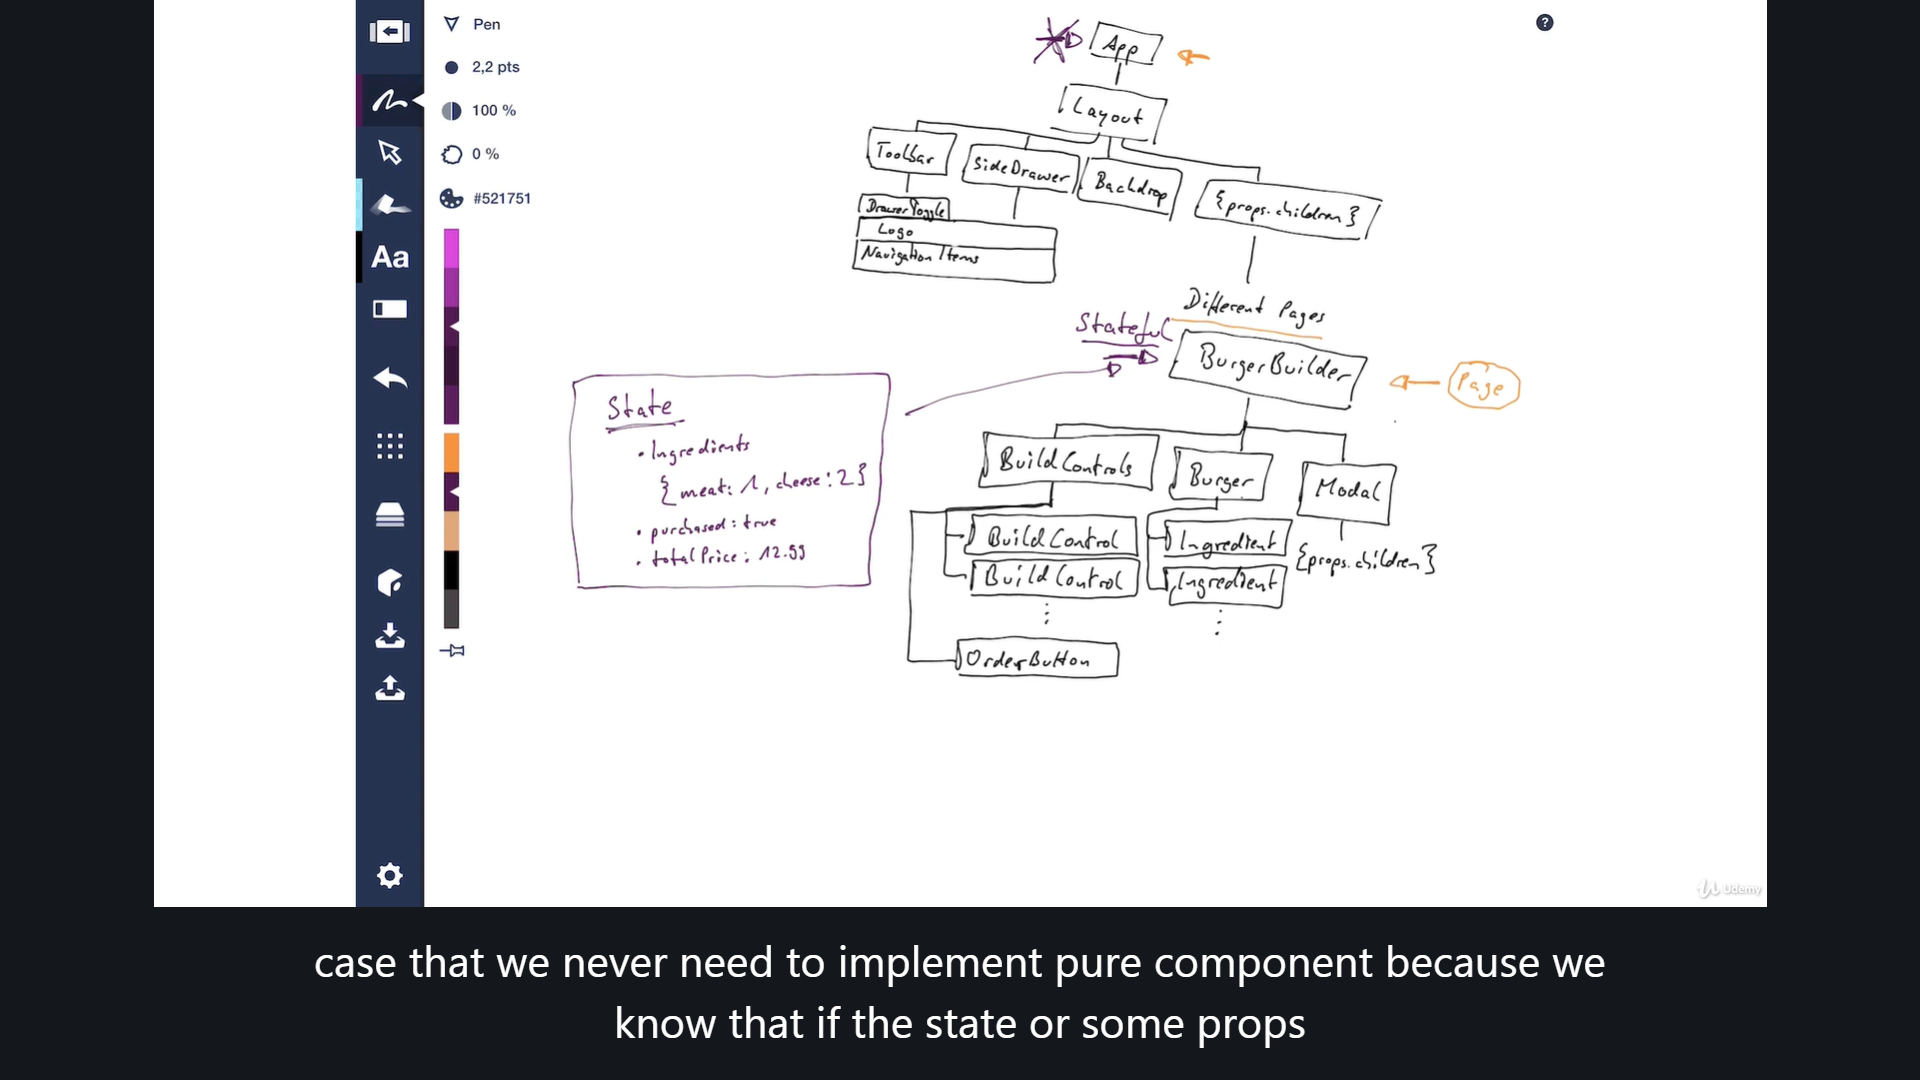 Pen
2,2 pts
100 %
0 %
#521751
Aa
?
App
Layout
Toolbar
SideDrawer
Backdrop
{props.children}
DrawerToggle
Logo
Navigation Items
Different Pages
Stateful
BurgerBuilder
Page
State
• Ingredients
{meat: 1, cheese: 2}
• purchased: true
• totalPrice: 12.99
BuildControls
Burger
Modal
BuildControl
Ingredient
{props.children}
BuildControl
Ingredient
OrderButton
Udemy
case that we never need to implement pure component because we
know that if the state or some props